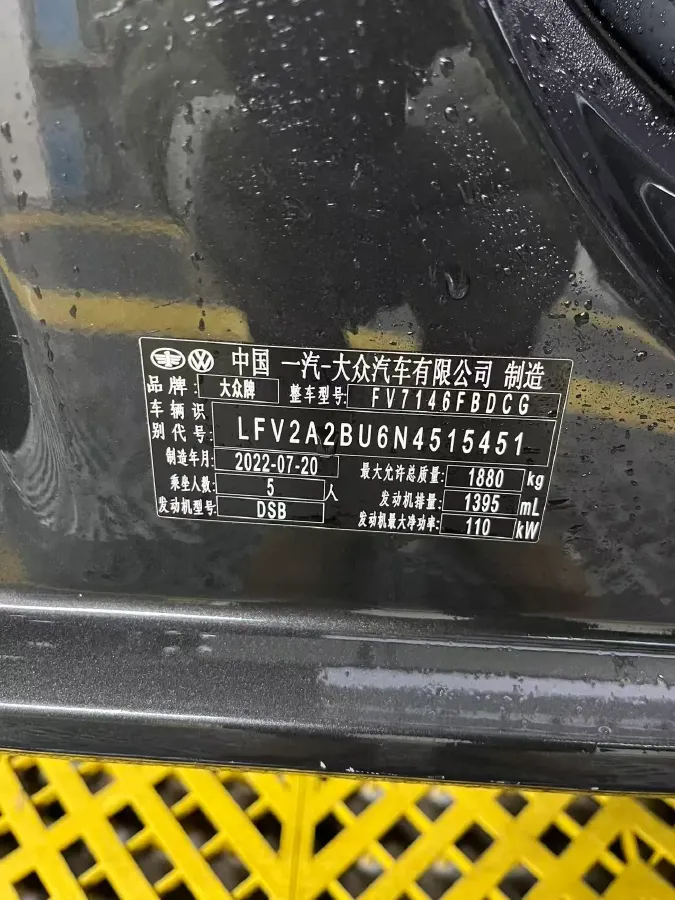 中国 一汽-大众汽车有限公司 制造
品牌: 大众牌 整车型号: FV7146FBDCG
车辆识
别代号: LFV2A2BU6N4515451
制造年月: 2022-07-20 最大允许总质量: 1880 kg
乘坐人数: 5 人 发动机排量: 1395 mL
发动机型号: DSB 发动机最大净功率: 110 kW